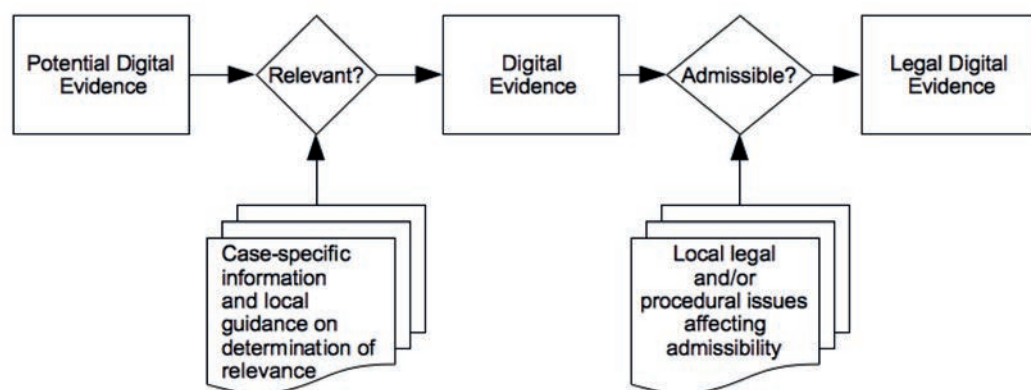 Potential Digital
Evidence
Relevant?
Digital
Evidence
Admissible?
Legal Digital
Evidence
Case-specific
information
and local
guidance on
determination of
relevance
Local legal
and/or
procedural issues
affecting
admissibility